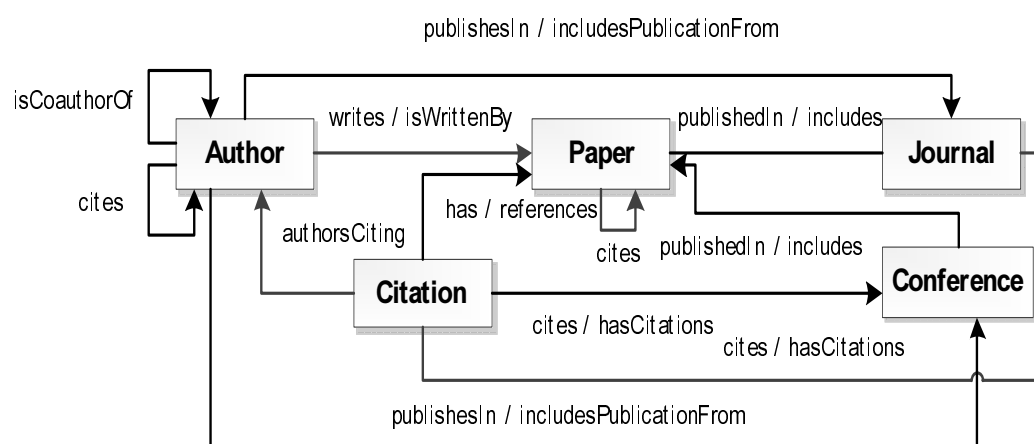 publishesIn / includesPublicationFrom
isCoauthorOf
writes / isWrittenBy
publishedIn / includes
Author
Paper
Journal
cites
has / references
authorsCiting
cites
publishedIn / includes
Citation
Conference
cites / hasCitations
cites / hasCitations
publishesIn / includesPublicationFrom